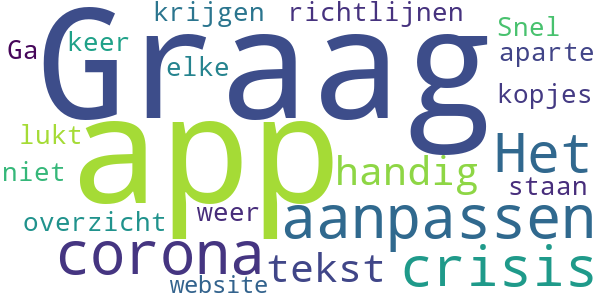 krijgen richtlijnen
Snel
Ga keer Graag aparte
elke
kopjes
lukt app Het
niet handig staan
overzicht weer aanpassen
corona tekst crisis
website